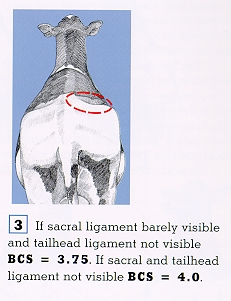 3 If sacral ligament barely visible
and tailhead ligament not visible
BCS = 3.75. If sacral and tailhead
ligament not visible BCS = 4.0.